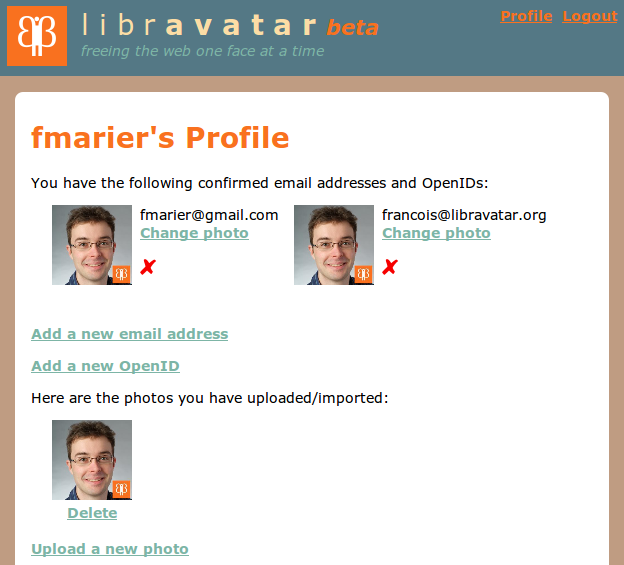 libravatar beta
Profile Logout
freeing the web one face at a time
fmarier's Profile
You have the following confirmed email addresses and OpenIDs:
fmarier@gmail.com
Change photo
✘
francois@libravatar.org
Change photo
✘
Add a new email address
Add a new OpenID
Here are the photos you have uploaded/imported:
Delete
Upload a new photo